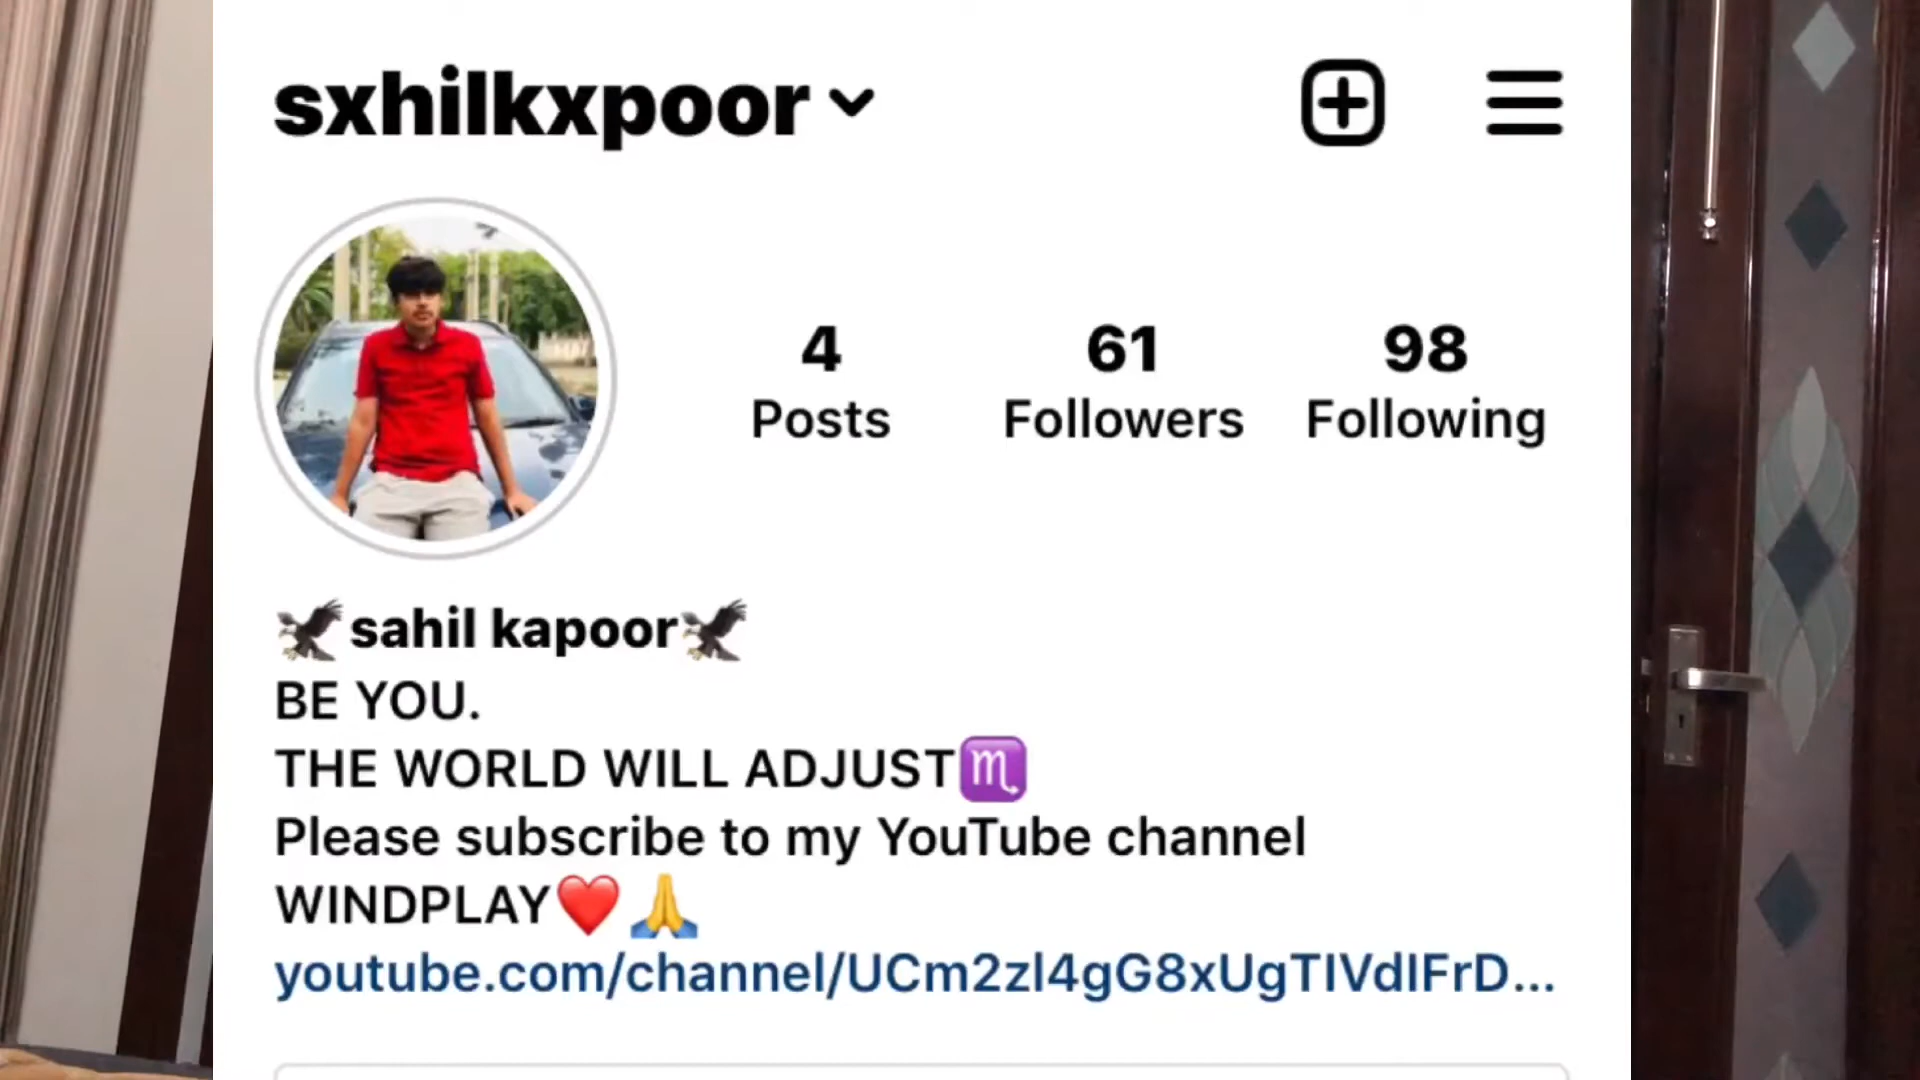 sxhilkxpoor
4 61 98
Posts Followers Following
🦅sahil kapoor🦅
BE YOU.
THE WORLD WILL ADJUST♏
Please subscribe to my YouTube channel
WINDPLAY❤️🙏
youtube.com/channel/UCm2zl4gG8xUgTIVdIFrD...